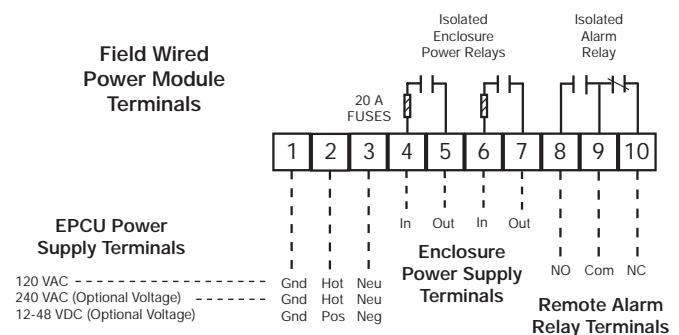 Field Wired
Power Module
Terminals
Isolated
Enclosure
Power Relays
Isolated
Alarm
Relay
20 A
FUSES
1 2 3 4 5 6 7 8 9 10
In Out In Out
EPCU Power
Supply Terminals
Enclosure
Power Supply
Terminals
NO Com NC
Remote Alarm
Relay Terminals
120 VAC Gnd Hot Neu
240 VAC (Optional Voltage) Gnd Hot Neu
12-48 VDC (Optional Voltage) Gnd Pos Neg